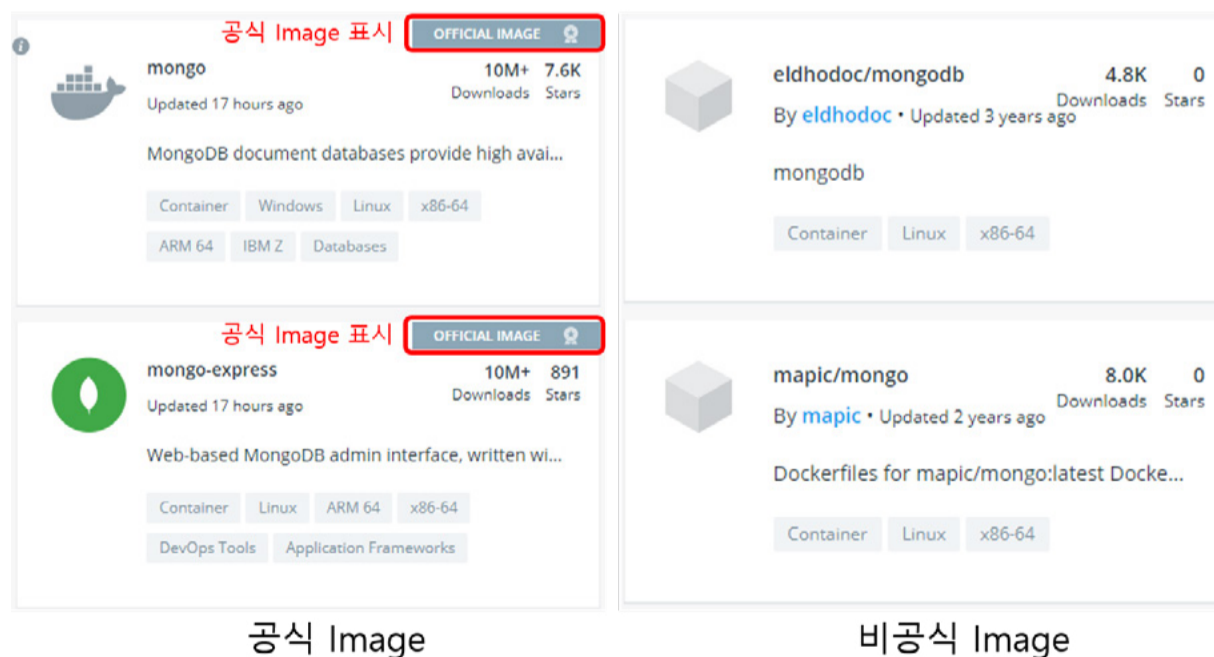 공식 Image 표시
OFFICIAL IMAGE
mongo
10M+ 7.6K
Updated 17 hours ago
Downloads Stars
MongoDB document databases provide high avai...
Container Windows Linux x86-64
ARM 64 IBM Z Databases
공식 Image 표시
OFFICIAL IMAGE
mongo-express
10M+ 891
Updated 17 hours ago
Downloads Stars
Web-based MongoDB admin interface, written wi...
Container Linux ARM 64 x86-64
DevOps Tools Application Frameworks
공식 Image
eldhodoc/mongodb
4.8K 0
Downloads Stars
By eldhodoc • Updated 3 years ago
mongodb
Container Linux x86-64
mapic/mongo
8.0K 0
Downloads Stars
By mapic • Updated 2 years ago
Dockerfiles for mapic/mongo:latest Docke...
Container Linux x86-64
비공식 Image